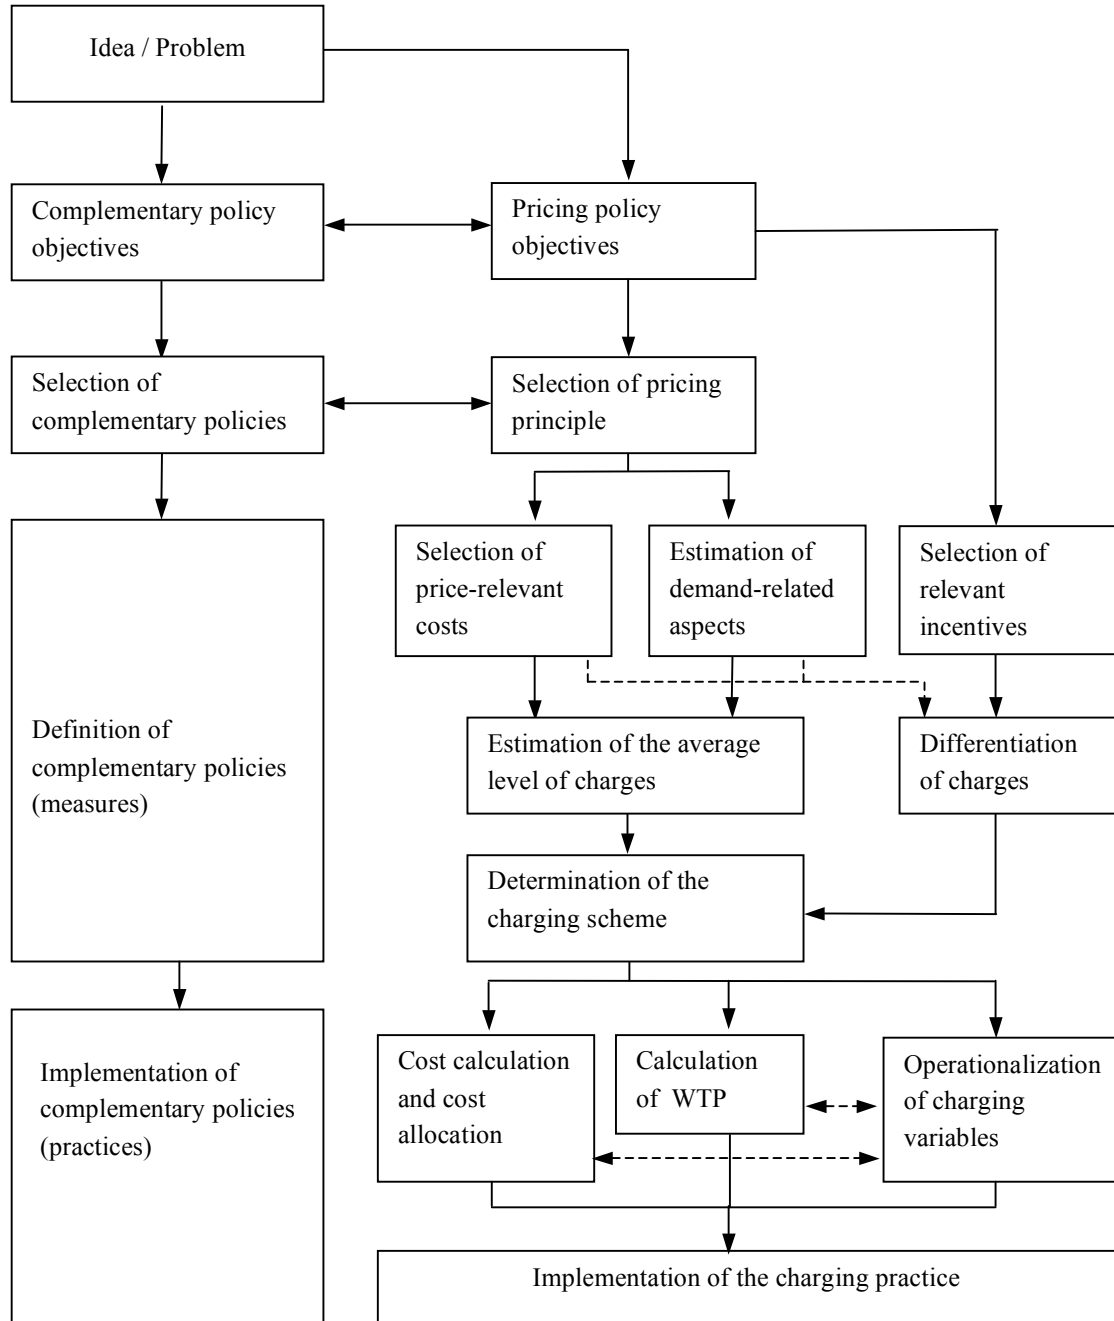 Idea / Problem
Complementary policy
objectives
Pricing policy
objectives
Selection of
complementary policies
Selection of pricing
principle
Selection of
price-relevant
costs
Estimation of
demand-related
aspects
Selection of
relevant
incentives
Definition of
complementary policies
(measures)
Estimation of the average
level of charges
Differentiation
of charges
Determination of the
charging scheme
Implementation of
complementary policies
(practices)
Cost calculation
and cost
allocation
Calculation
of WTP
Operationalization
of charging
variables
Implementation of the charging practice